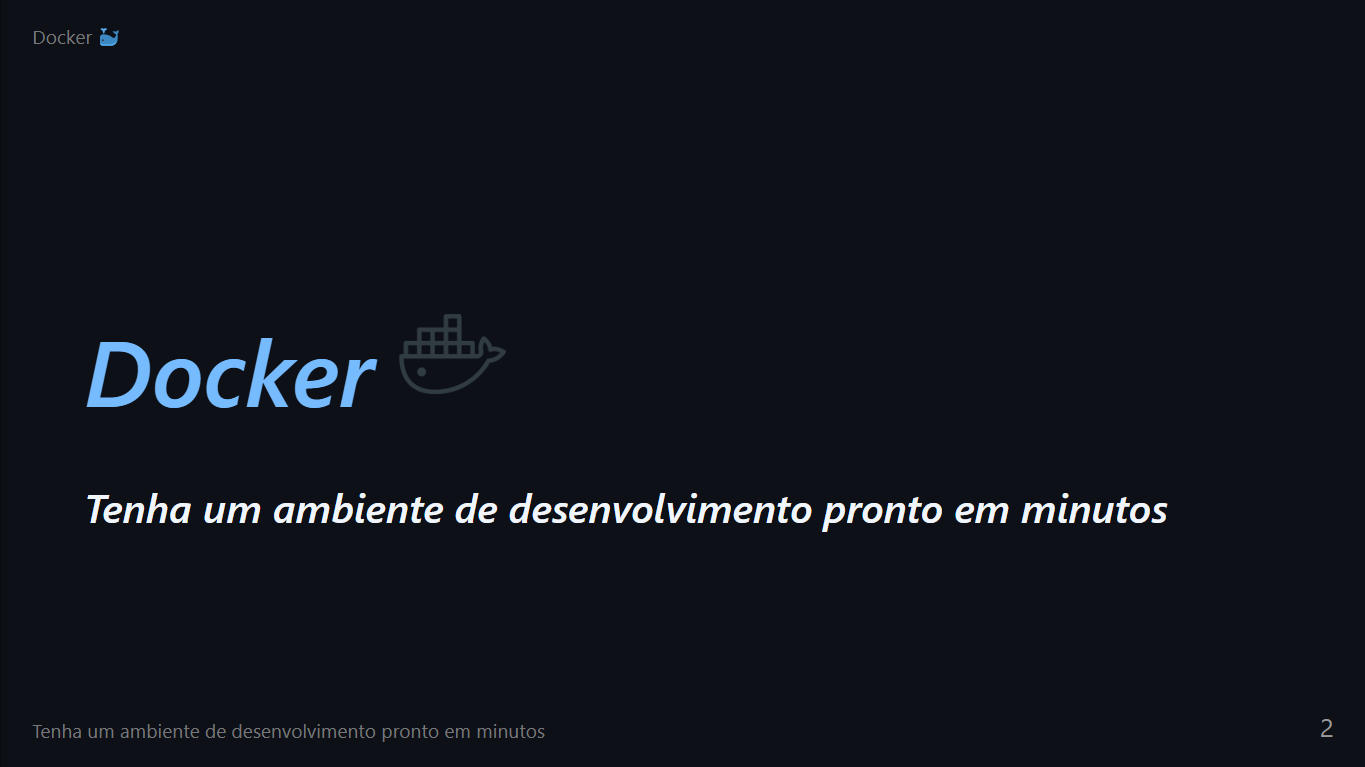 Docker 🐳
Docker
Tenha um ambiente de desenvolvimento pronto em minutos
Tenha um ambiente de desenvolvimento pronto em minutos
2